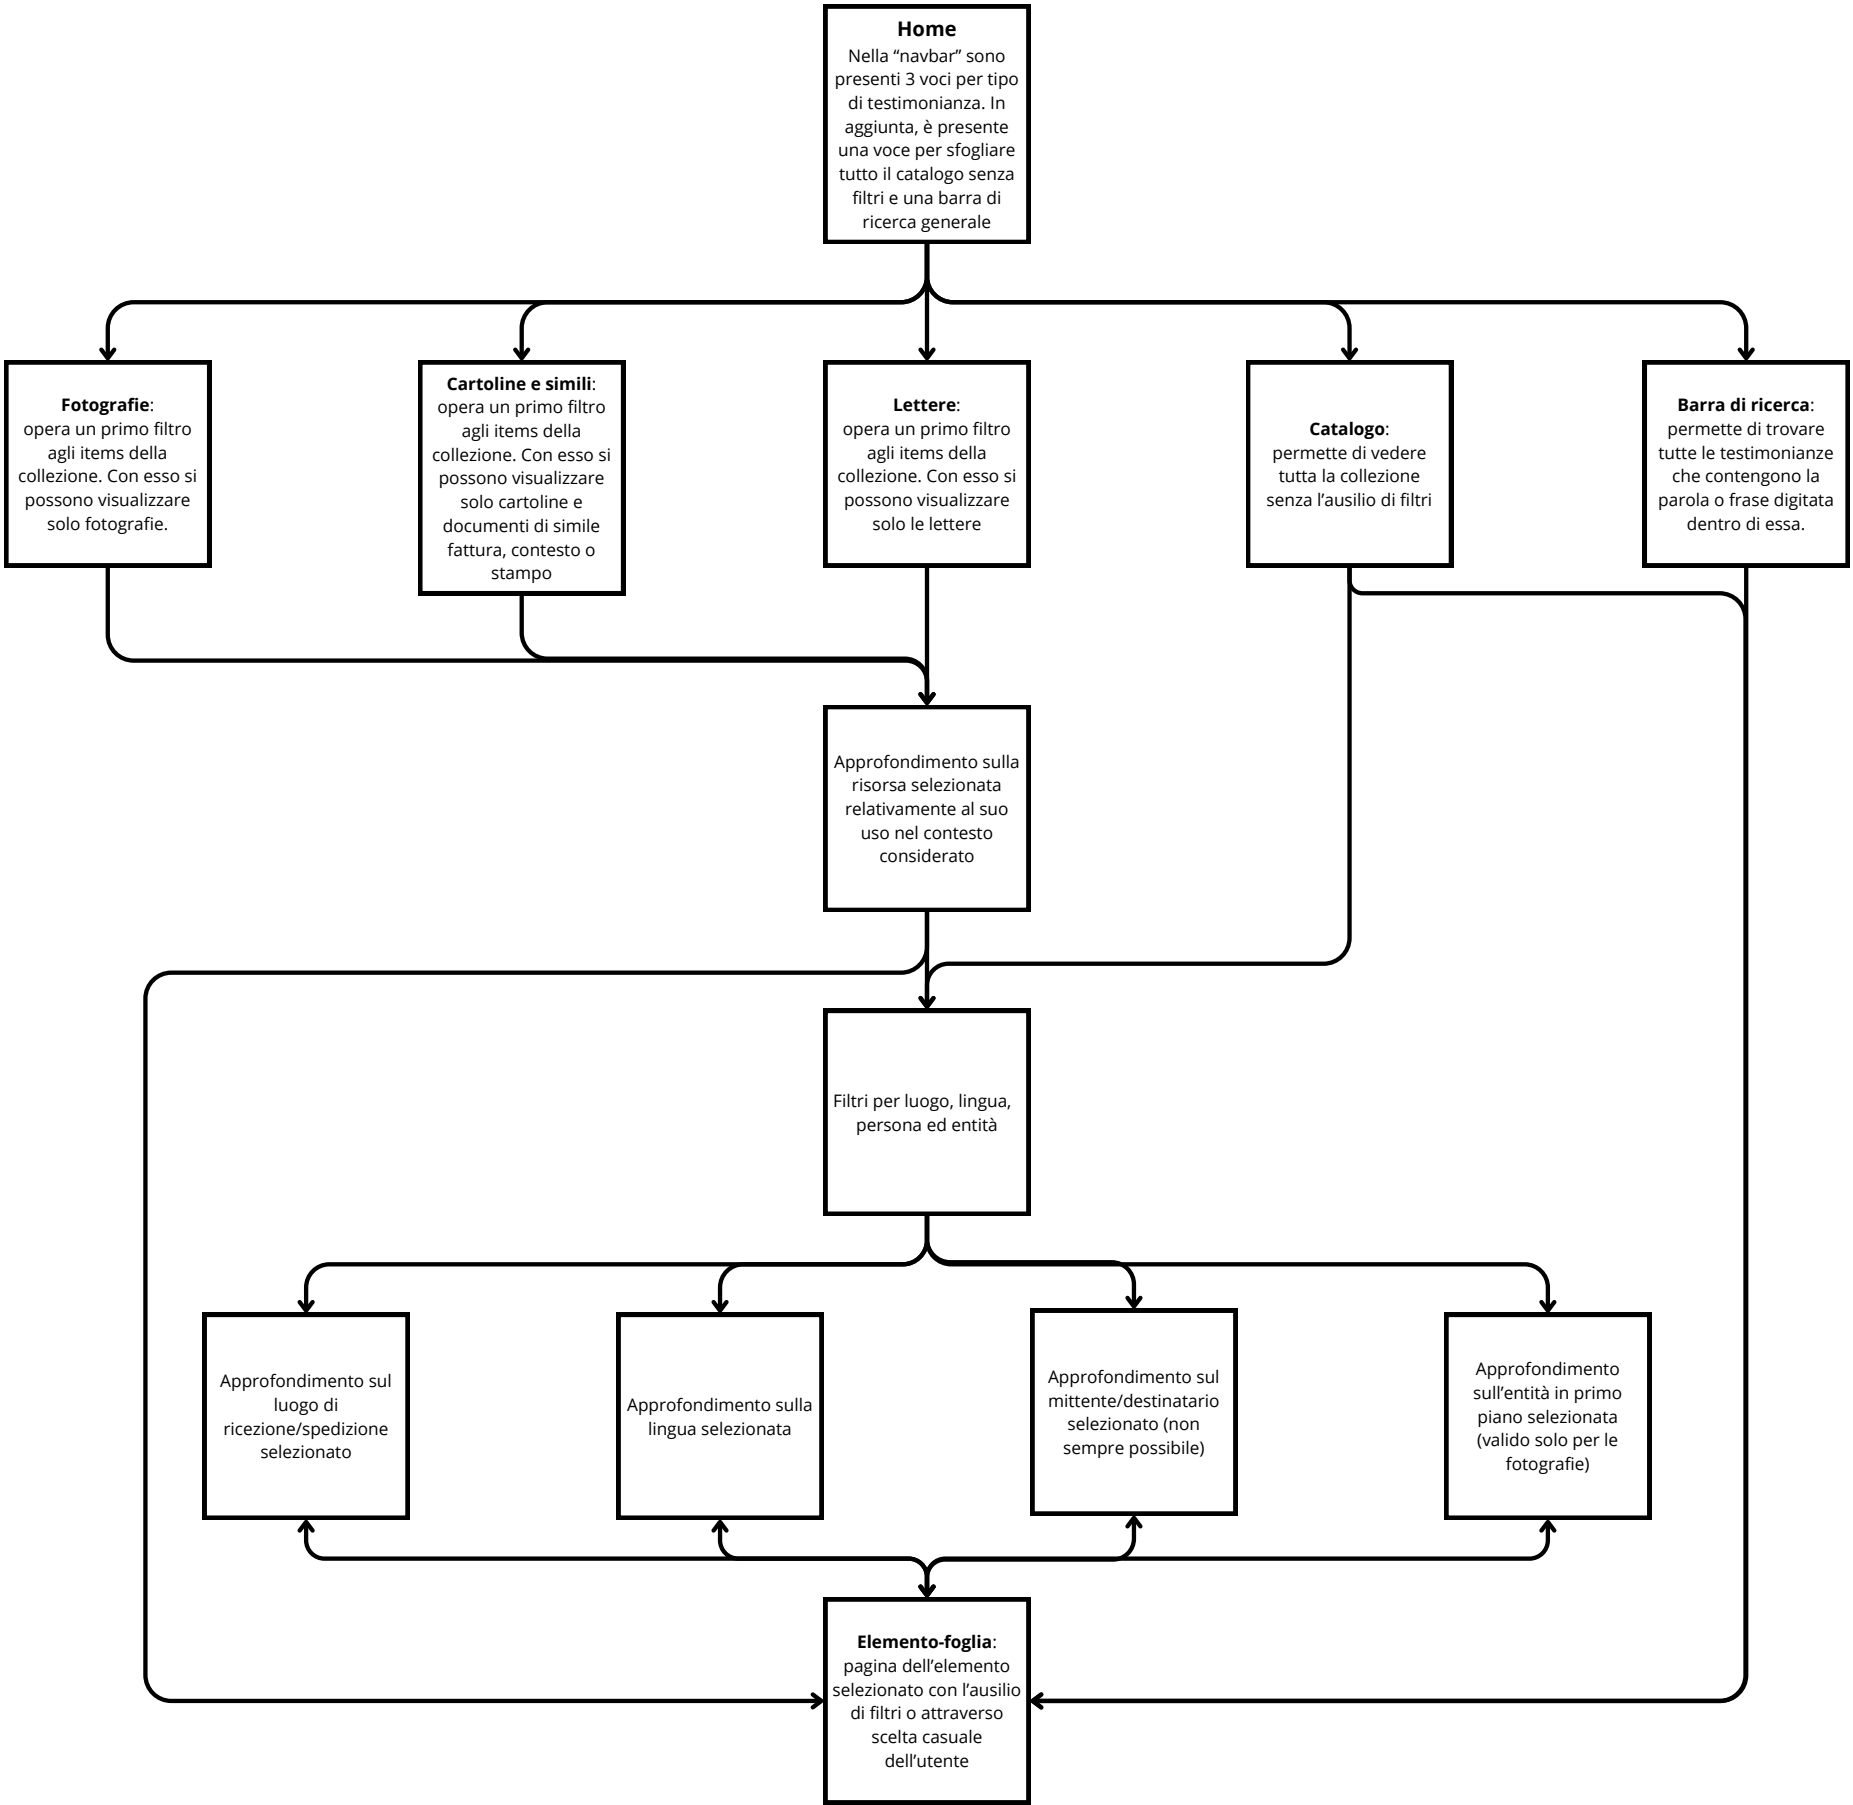 Home
Nella “navbar” sono
presenti 3 voci per tipo
di testimonianza. In
aggiunta, è presente
una voce per sfogliare
tutto il catalogo senza
filtri e una barra di
ricerca generale
Fotografie:
opera un primo filtro
agli items della
collezione. Con esso si
possono visualizzare
solo fotografie.
Cartoline e simili:
opera un primo filtro
agli items della
collezione. Con esso si
possono visualizzare
solo cartoline e
documenti di simile
fattura, contesto o
stampo
Lettere:
opera un primo filtro
agli items della
collezione. Con esso si
possono visualizzare
solo le lettere
Catalogo:
permette di vedere
tutta la collezione
senza l’ausilio di filtri
Barra di ricerca:
permette di trovare
tutte le testimonianze
che contengono la
parola o frase digitata
dentro di essa.
Approfondimento sulla
risorsa selezionata
relativamente al suo
uso nel contesto
considerato
Filtri per luogo, lingua,
persona ed entità
Approfondimento sul
luogo di
ricezione/spedizione
selezionato
Approfondimento sulla
lingua selezionata
Approfondimento sul
mittente/destinatario
selezionato (non
sempre possibile)
Approfondimento
sull’entità in primo
piano selezionata
(valido solo per le
fotografie)
Elemento-foglia:
pagina dell’elemento
selezionato con l’ausilio
di filtri o attraverso
scelta casuale
dell’utente